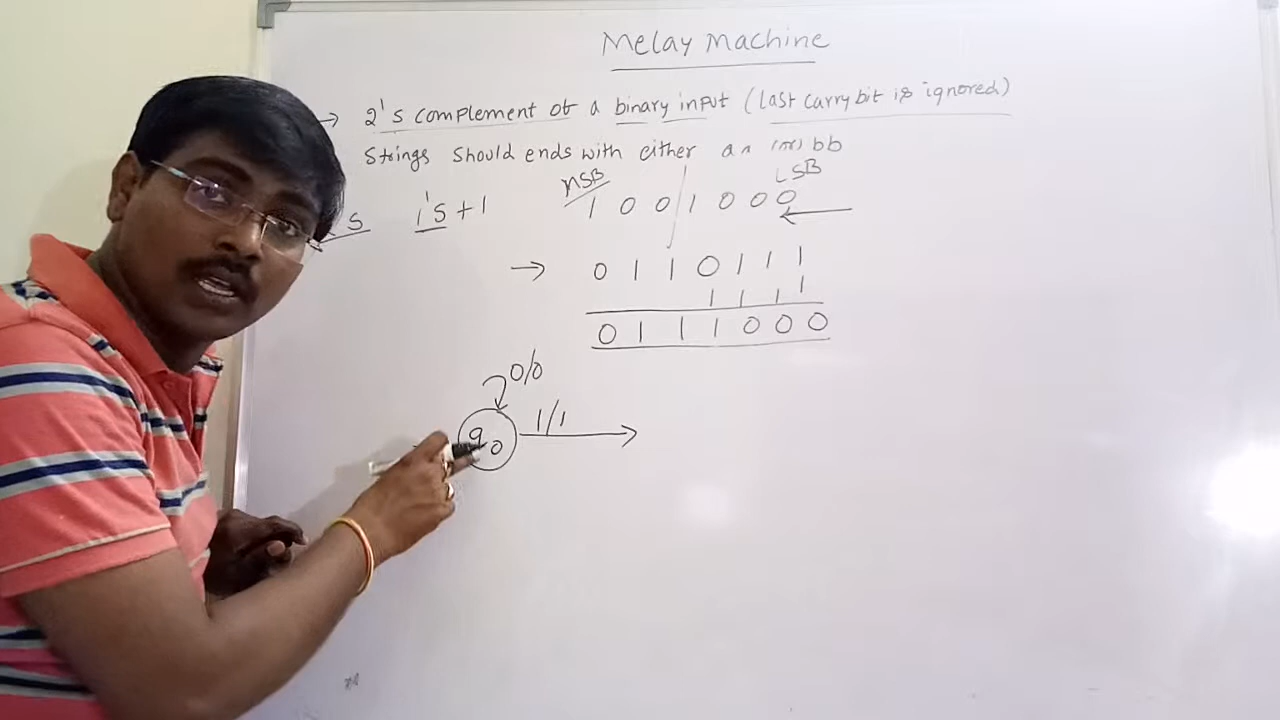 Melay Machine
→ 2's complement of a binary input (last carry bit is ignored)
Strings should ends with either aa (or) bb
MSB LSB
S 1's+1 1 0 0 1 0 0 0
→ 0 1 1 0 1 1 1
1 1 1 1
0 1 1 1 0 0 0
0/0
1/1
q0